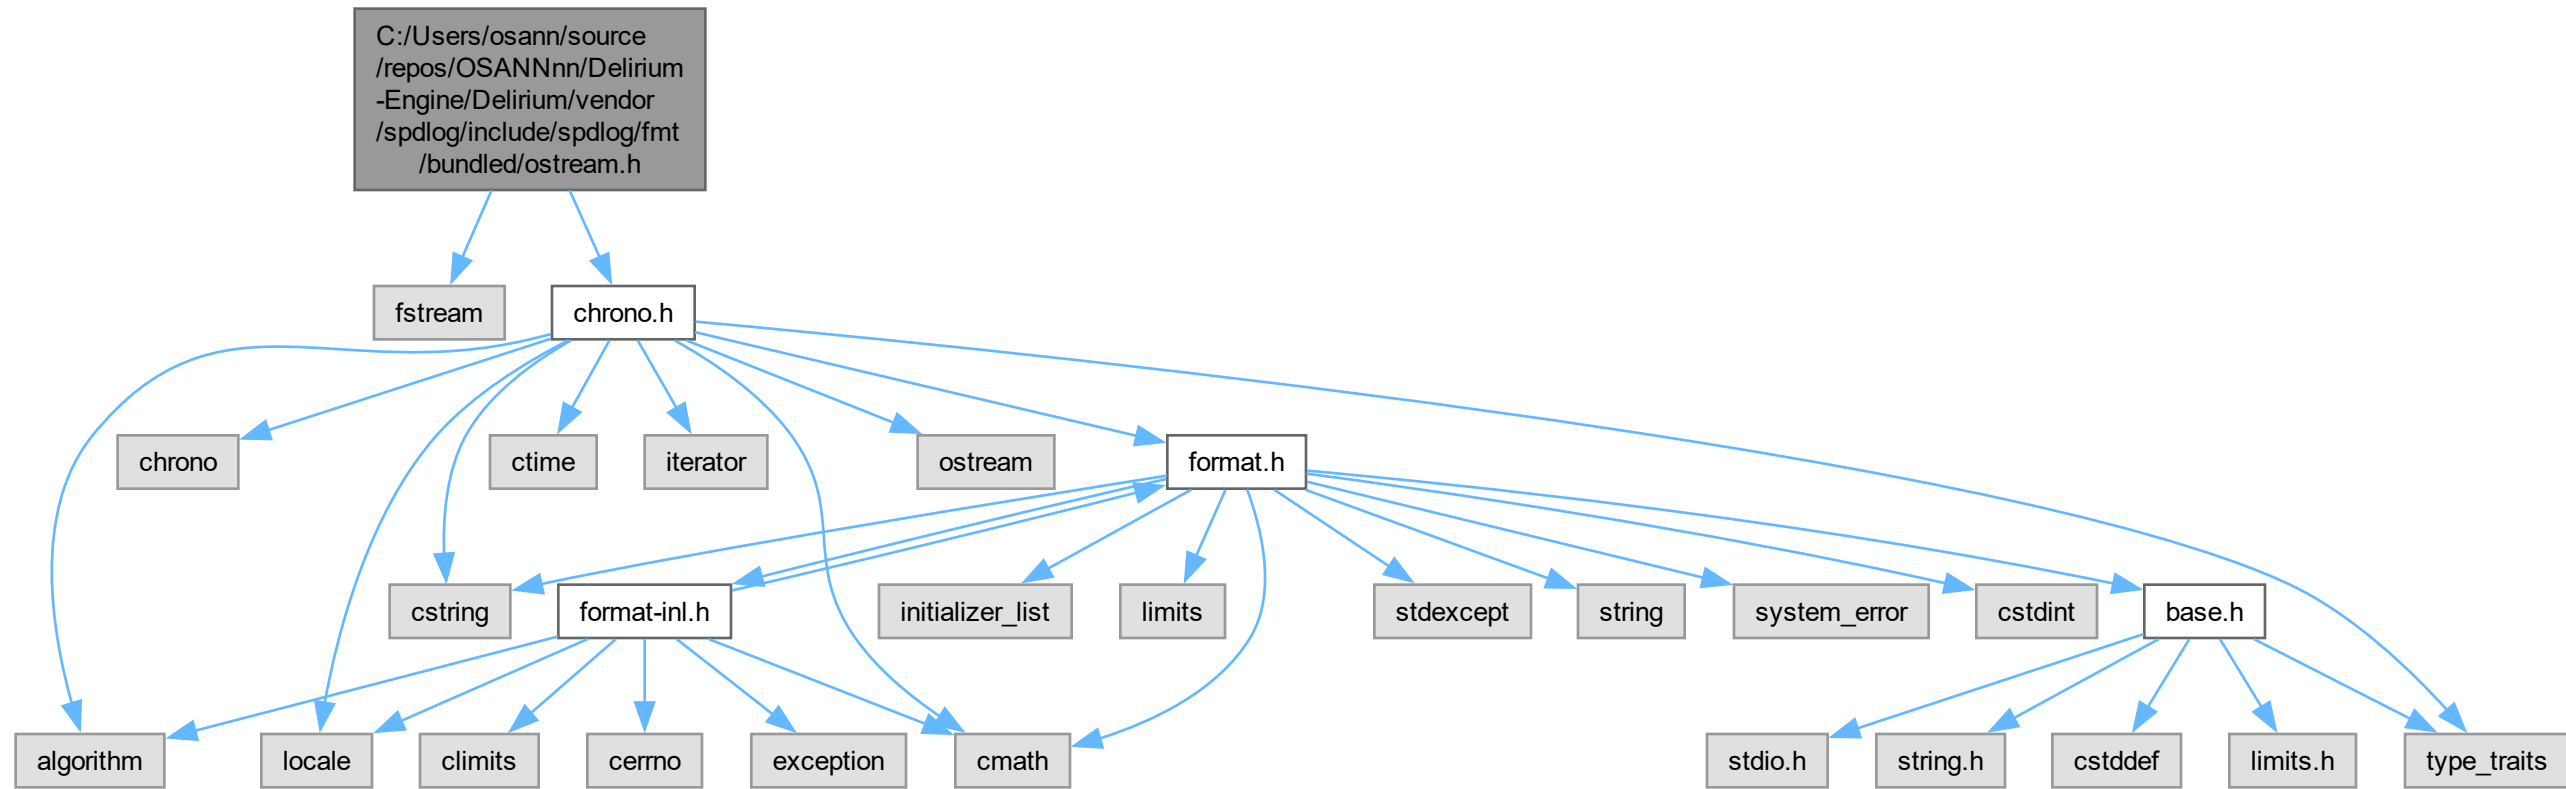 C:/Users/osann/source
/repos/OSANNnn/Delirium
-Engine/Delirium/vendor
/spdlog/include/spdlog/fmt
/bundled/ostream.h
fstream
chrono.h
chrono
ctime
iterator
ostream
format.h
cstring
format-inl.h
initializer_list
limits
stdexcept
string
system_error
cstdint
base.h
algorithm
locale
climits
cerrno
exception
cmath
stdio.h
string.h
cstddef
limits.h
type_traits